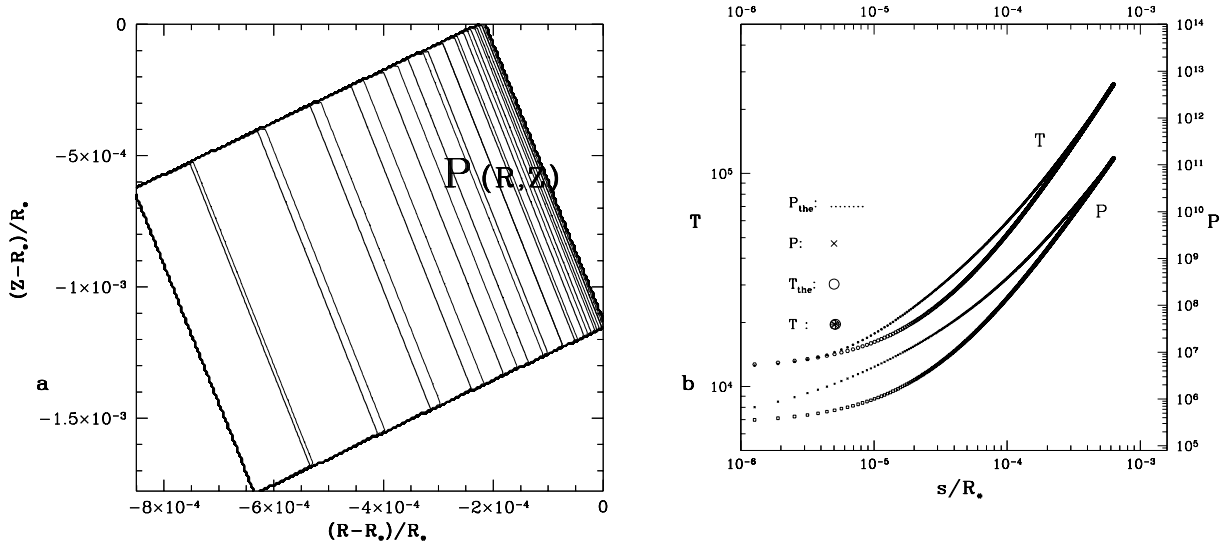 0
−5×10⁻⁴
−1×10⁻³
−1.5×10⁻³
(Z−R*)/R*
a
P (R,Z)
−8×10⁻⁴ −6×10⁻⁴ −4×10⁻⁴ −2×10⁻⁴ 0
(R−R*)/R*
10⁻⁶ 10⁻⁵ 10⁻⁴ 10⁻³
10⁵
10⁴
T
b
T
P
P_the:
P:
T_the:
T :
10¹⁴
10¹³
10¹²
10¹¹
10¹⁰
10⁹
10⁸
10⁷
10⁶
10⁵
P
10⁻⁶ 10⁻⁵ 10⁻⁴ 10⁻³
s/R*